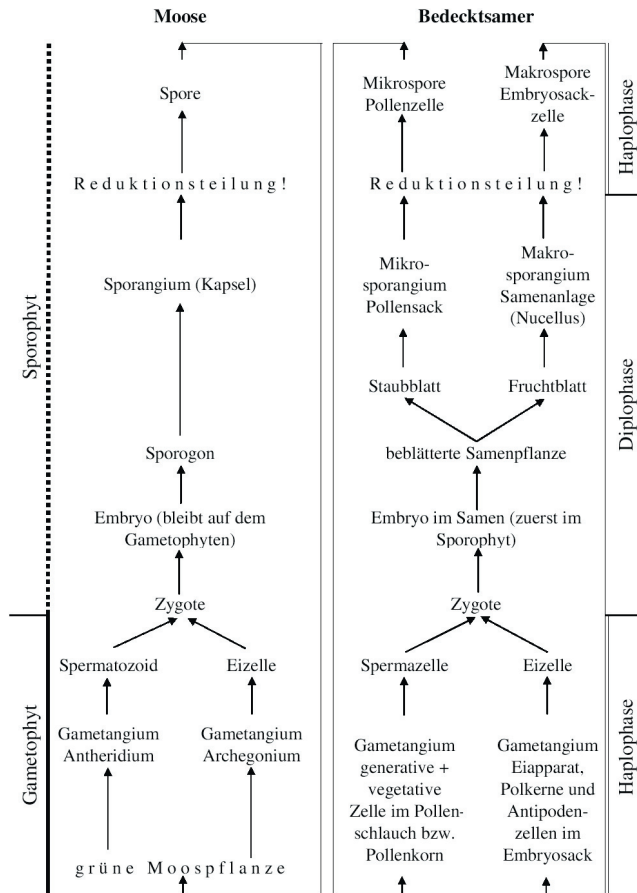 Moose
Bedecktsamer
Spore
Mikrospore
Pollenzelle
Makrospore
Embryosack-
zelle
Reduktionsteilung!
Reduktionsteilung!
Sporangium (Kapsel)
Mikro-
sporangium
Pollensack
Makro-
sporangium
Samenanlage
(Nucellus)
Staubblatt
Fruchtblatt
Sporogon
beblätterte Samenpflanze
Embryo (bleibt auf dem
Gametophyten)
Embryo im Samen (zuerst im
Sporophyt)
Zygote
Zygote
Spermatozoid
Eizelle
Spermazelle
Eizelle
Gametangium
Antheridium
Gametangium
Archegonium
Gametangium
generative +
vegetative
Zelle im Pollen-
schlauch bzw.
Pollenkorn
Gametangium
Eiapparat,
Polkerne und
Antipoden-
zellen im
Embryosack
grüne Moospflanze
Sporophyt
Gametophyt
Haplophase
Diplophase
Haplophase